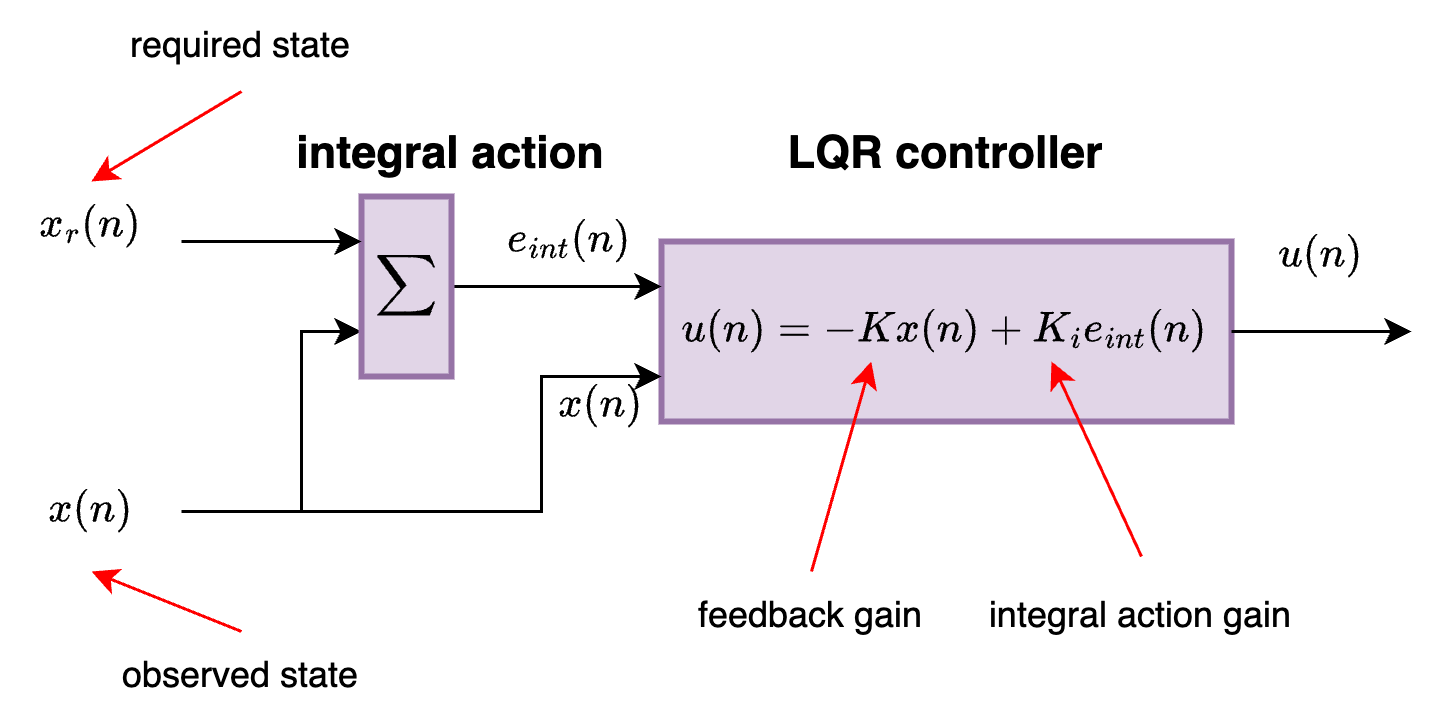 required state
integral action
LQR controller
x_r(n)
∑
e_{int}(n)
u(n)
u(n) = −Kx(n) + K_i e_{int}(n)
x(n)
x(n)
feedback gain
integral action gain
observed state